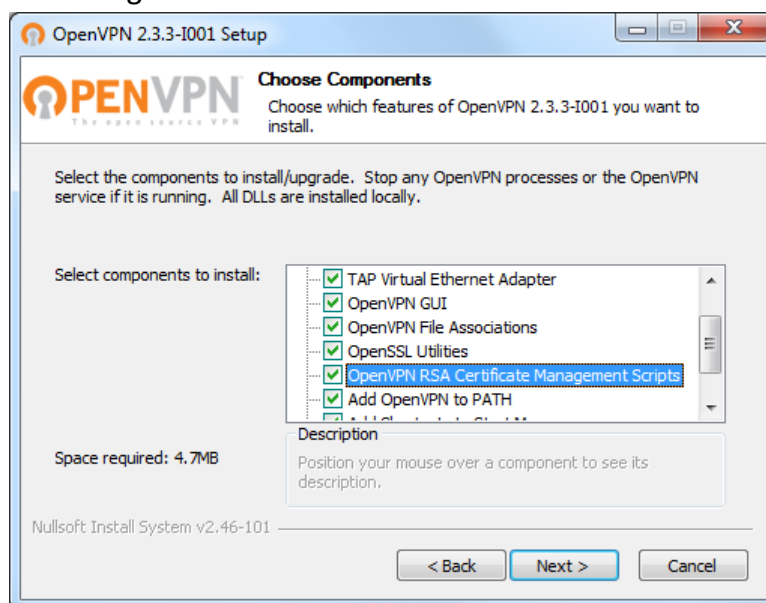 OpenVPN 2.3.3-I001 Setup
OPENVPN
The open source VPN
Choose Components
Choose which features of OpenVPN 2.3.3-I001 you want to
install.
Select the components to install/upgrade. Stop any OpenVPN processes or the OpenVPN
service if it is running. All DLLs are installed locally.
Select components to install:
TAP Virtual Ethernet Adapter
OpenVPN GUI
OpenVPN File Associations
OpenSSL Utilities
OpenVPN RSA Certificate Management Scripts
Add OpenVPN to PATH
Description
Space required: 4.7MB
Position your mouse over a component to see its
description.
Nullsoft Install System v2.46-101
< Back
Next >
Cancel